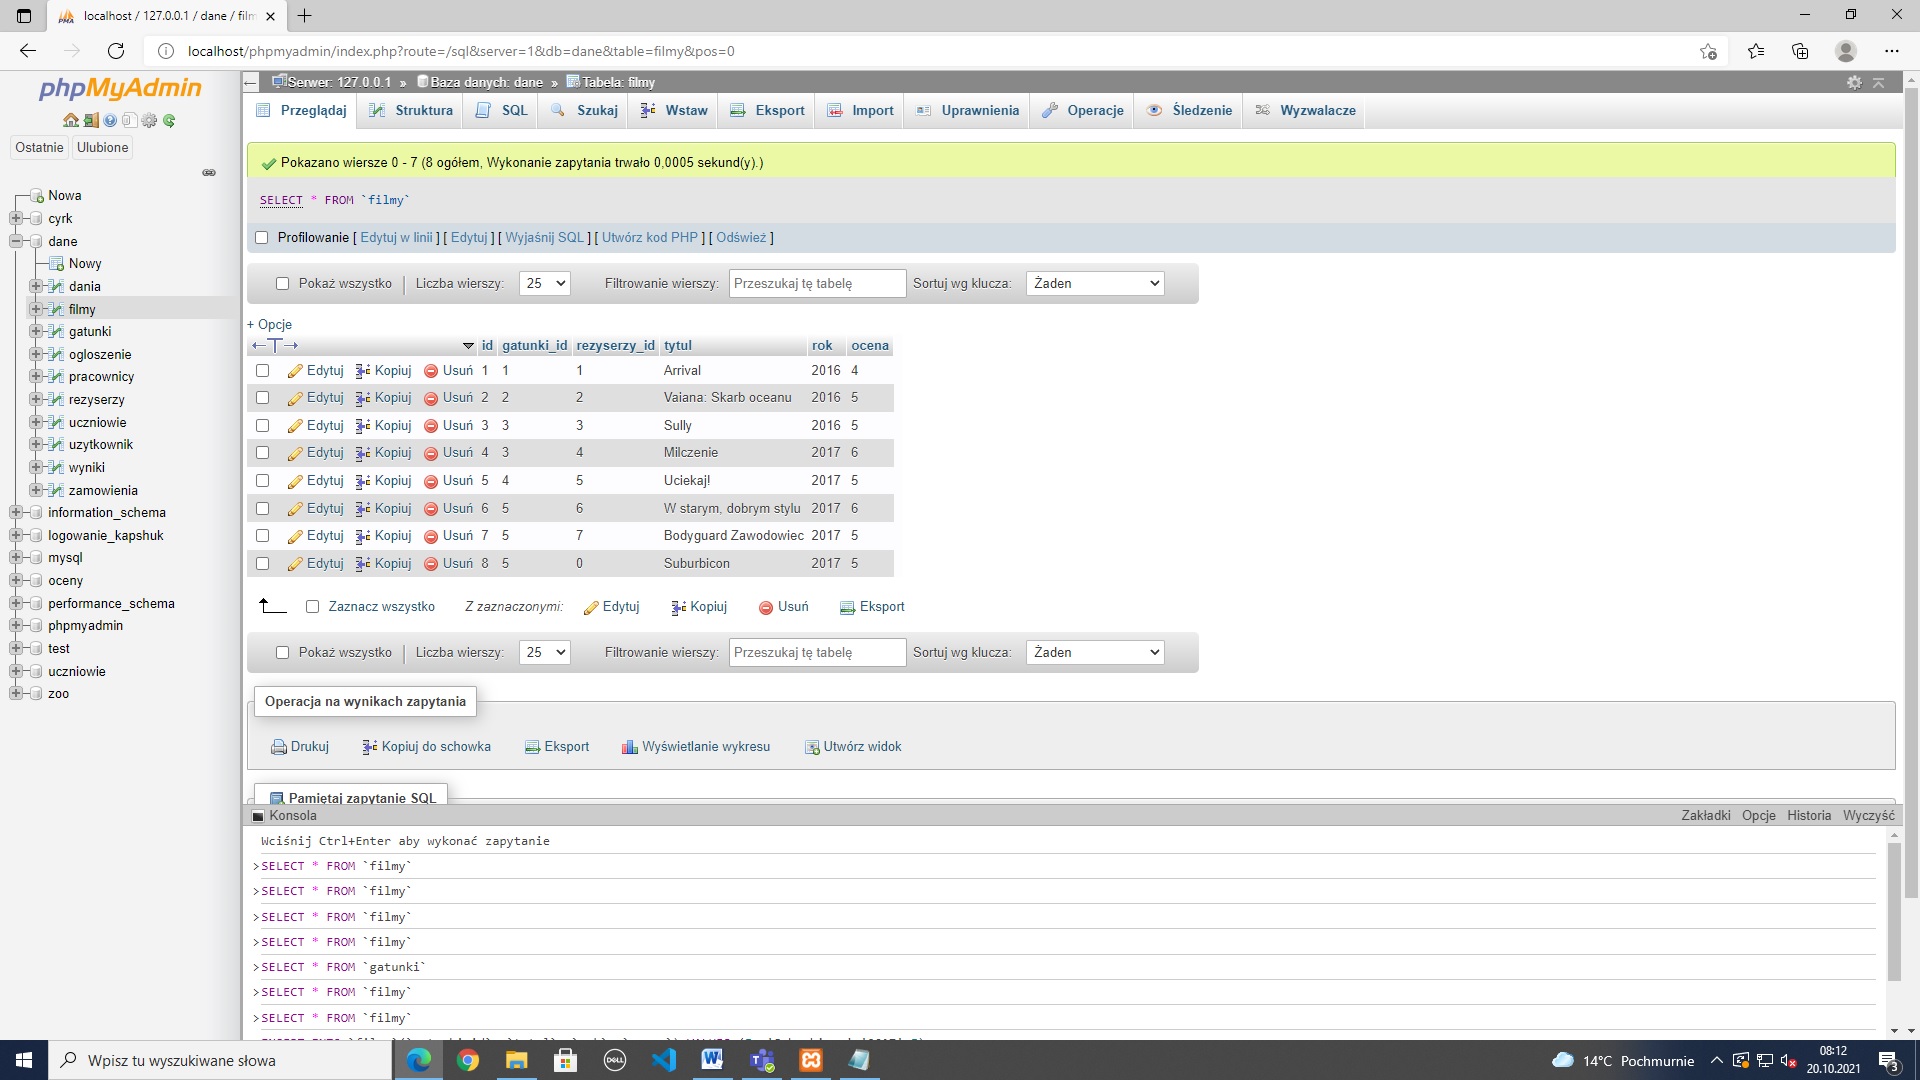 localhost / 127.0.0.1 / dane / film
localhost/phpmyadmin/index.php?route=/sql&server=1&db=dane&table=filmy&pos=0
phpMyAdmin
Ostatnie Ulubione
Nowa
cyrk
dane
Nowy
dania
filmy
gatunki
ogloszenie
pracownicy
rezyserzy
uczniowie
uzytkownik
wyniki
zamowienia
information_schema
logowanie_kapshuk
mysql
oceny
performance_schema
phpmyadmin
test
uczniowie
zoo
Serwer: 127.0.0.1 » Baza danych: dane » Tabela: filmy
Przeglądaj Struktura SQL Szukaj Wstaw Eksport Import Uprawnienia Operacje Śledzenie Wyzwalacze
Pokazano wiersze 0 - 7 (8 ogółem, Wykonanie zapytania trwało 0,0005 sekund(y).)
SELECT * FROM `filmy`
Profilowanie [ Edytuj w linii ] [ Edytuj ] [ Wyjaśnij SQL ] [ Utwórz kod PHP ] [ Odśwież ]
Pokaż wszystko | Liczba wierszy: 25 Filtrowanie wierszy: Przeszukaj tę tabelę Sortuj wg klucza: Żaden
+ Opcje
←T→ id gatunki_id rezyserzy_id tytul rok ocena
Edytuj Kopiuj Usuń 1 1 1 Arrival 2016 4
Edytuj Kopiuj Usuń 2 2 2 Vaiana: Skarb oceanu 2016 5
Edytuj Kopiuj Usuń 3 3 3 Sully 2016 5
Edytuj Kopiuj Usuń 4 3 4 Milczenie 2017 6
Edytuj Kopiuj Usuń 5 4 5 Uciekaj! 2017 5
Edytuj Kopiuj Usuń 6 5 6 W starym, dobrym stylu 2017 6
Edytuj Kopiuj Usuń 7 5 7 Bodyguard Zawodowiec 2017 5
Edytuj Kopiuj Usuń 8 5 0 Suburbicon 2017 5
Zaznacz wszystko Z zaznaczonymi: Edytuj Kopiuj Usuń Eksport
Pokaż wszystko | Liczba wierszy: 25 Filtrowanie wierszy: Przeszukaj tę tabelę Sortuj wg klucza: Żaden
Operacja na wynikach zapytania
Drukuj Kopiuj do schowka Eksport Wyświetlanie wykresu Utwórz widok
Pamiętaj zapytanie SQL
Konsola Zakładki Opcje Historia Wyczyść
Wciśnij Ctrl+Enter aby wykonać zapytanie
>SELECT * FROM `filmy`
>SELECT * FROM `filmy`
>SELECT * FROM `filmy`
>SELECT * FROM `filmy`
>SELECT * FROM `gatunki`
>SELECT * FROM `filmy`
>SELECT * FROM `filmy`
Wpisz tu wyszukiwane słowa
DELL
14°C Pochmurnie
08:12
20.10.2021
3